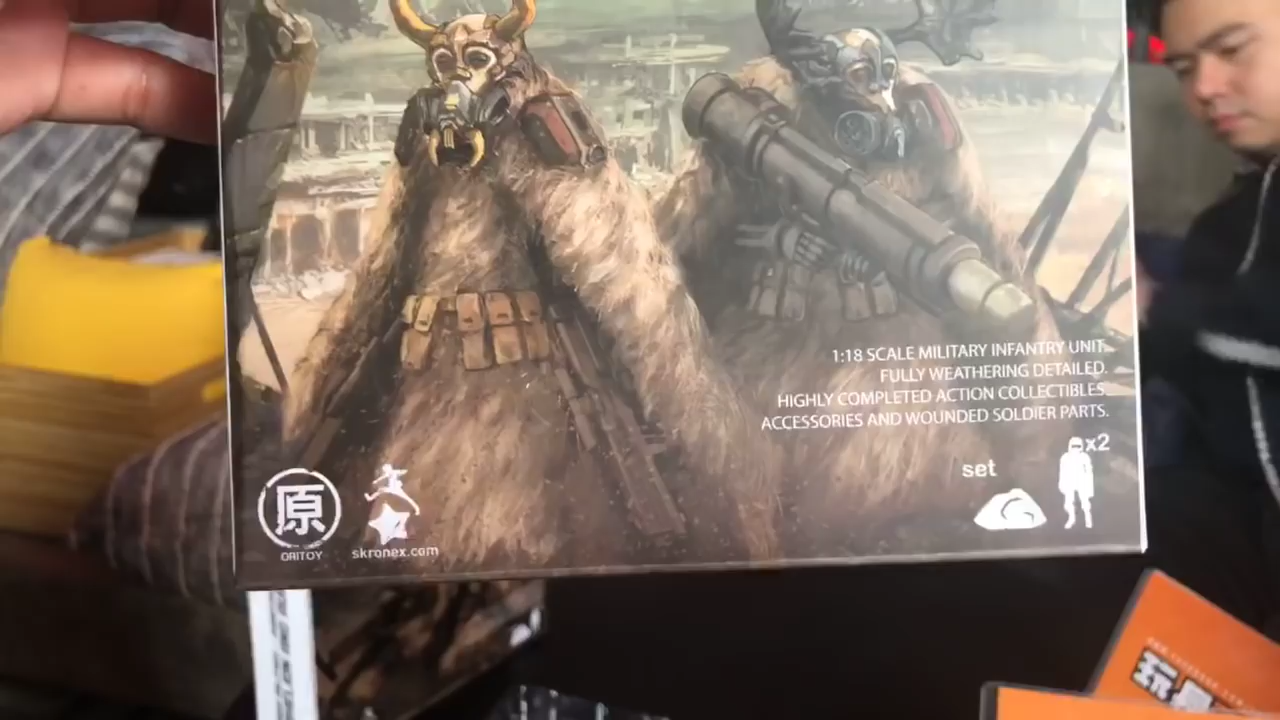 1:18 SCALE MILITARY INFANTRY UNIT.
FULLY WEATHERING DETAILED.
HIGHLY COMPLETED ACTION COLLECTIBLES.
ACCESSORIES AND WOUNDED SOLDIER PARTS.
x2
set
原
ORITOY
skronex.com
玩